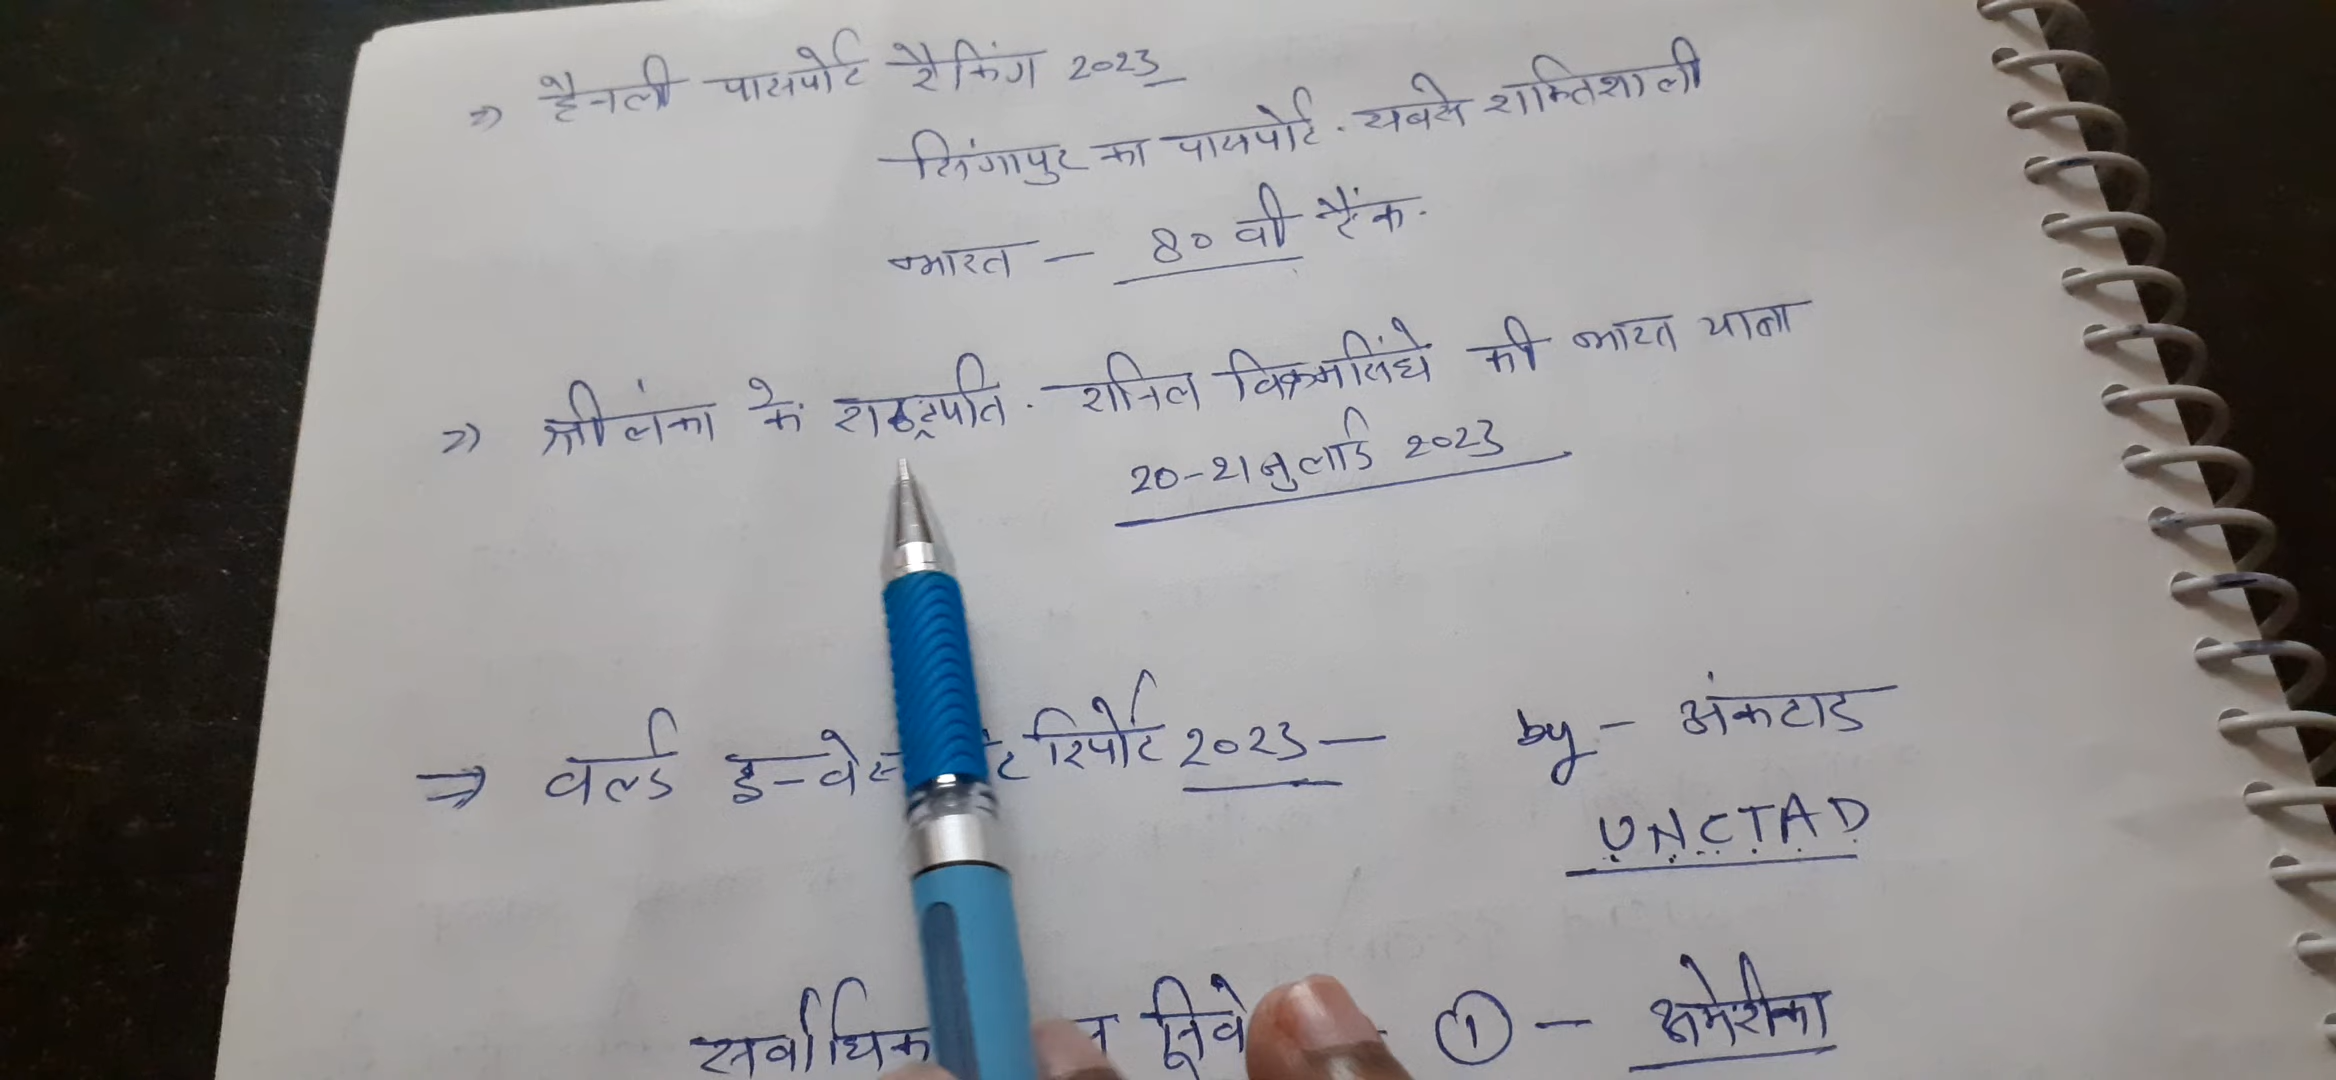 ⇒ हैनली पासपोर्ट रैंकिंग 2023
सिंगापुर का पासपोर्ट. सबसे शक्तिशाली
भारत – 80 वी रैंक.
⇒ श्रीलंका के राष्ट्रपति. रानिल विक्रमसिंघे की भारत यात्रा
20-21 जुलाई 2023
⇒ वर्ल्ड रिपोर्ट 2023 — by – अंकटाड
UNCTAD
सर्वाधिक ① – अमेरीका